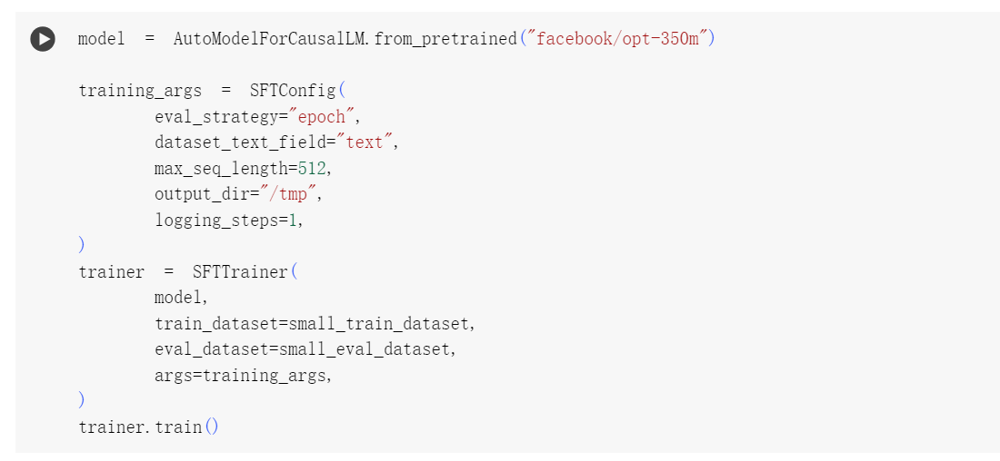 model = AutoModelForCausalLM.from_pretrained("facebook/opt-350m")
training_args = SFTConfig(
eval_strategy="epoch",
dataset_text_field="text",
max_seq_length=512,
output_dir="/tmp",
logging_steps=1,
)
trainer = SFTTrainer(
model,
train_dataset=small_train_dataset,
eval_dataset=small_eval_dataset,
args=training_args,
)
trainer.train()